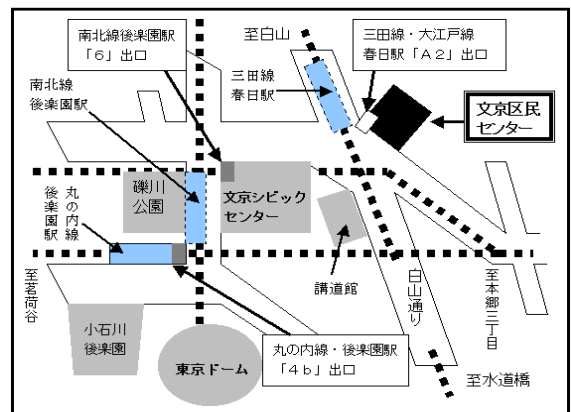 南北線後楽園駅
「6」出口
至白山
三田線・大江戸線
春日駅「A2」出口
南北線
後楽園駅
三田線
春日駅
文京区民
センター
礫川
公園
文京シビック
センター
丸の内線
後楽園駅
講道館
白山通り
至本郷三丁目
至茗荷谷
小石川
後楽園
東京ドーム
丸の内線・後楽園駅
「4b」出口
至水道橋